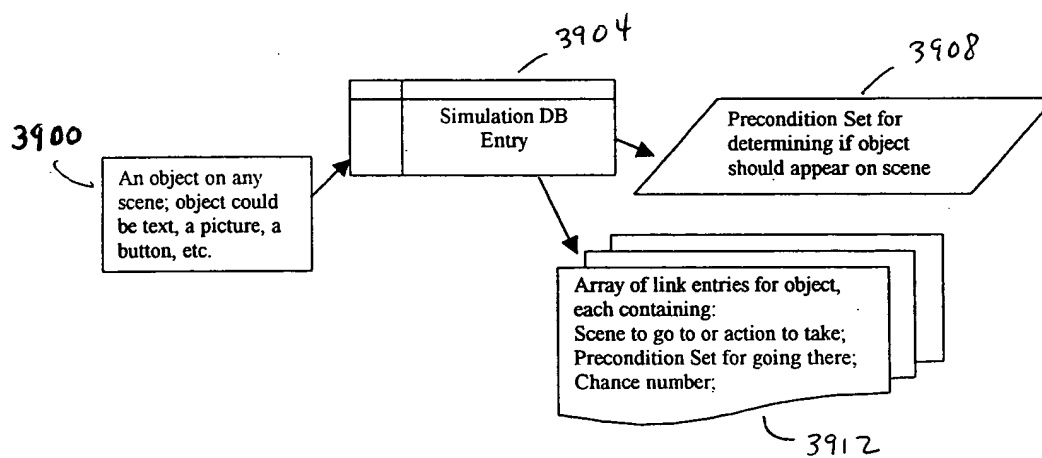 3904
3908
3900
Simulation DB
Entry
Precondition Set for
determining if object
should appear on scene
An object on any
scene; object could
be text, a picture, a
button, etc.
Array of link entries for object,
each containing:
Scene to go to or action to take;
Precondition Set for going there;
Chance number;
3912